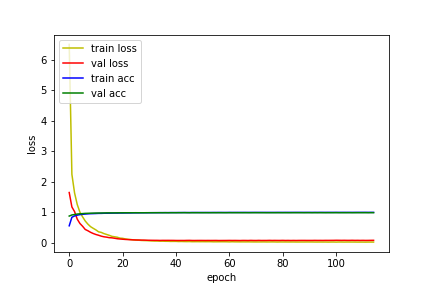 train loss
val loss
train acc
val acc
6
5
4
3
2
1
0
loss
0 20 40 60 80 100
epoch